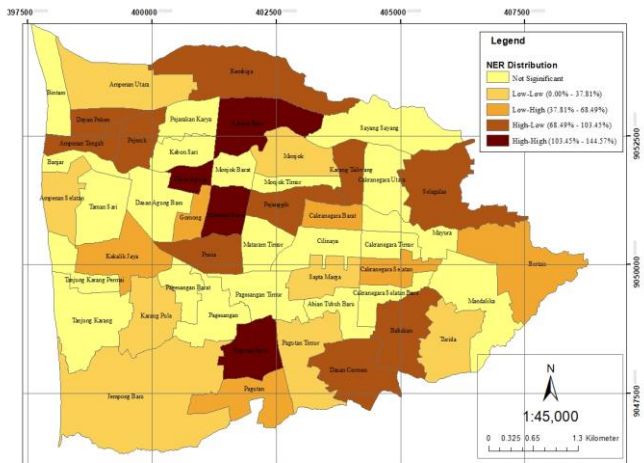 397500 400000 402500 405000 407500
Legend
NER Distribution
Not Siginificant
Low-Low (0.00% - 37.81%)
Low-High (37.81% - 68.49%)
High-Low (68.49% - 103.45%)
High-High (103.45% - 144.57%)
Bintaro
Ampenan Utara
Karang
Dayan Peken
Pejarakan Karya
Ampenan Tengah
Pejeruk
Kebon Sari
Sayang Sayang
9052500
Banjar
Monjok Barat
Monjok
Monjok Timur
Karang Taliwang
Cakranegara Utara
Selagalas
Ampenan Selatan
Taman Sari
Dasan Agung Baru
Gomong
Pejanggik
Cakranegara Barat
Mayura
Punia
Mataram Timur
Cilinaya
Cakranegara Timur
Bertais
Kekalik Jaya
9050000
Tanjung Karang Permai
Pagesangan Barat
Pagesangan Timur
Sapta Marga
Cakranegara Selatan
Mandalika
Tanjung Karang
Karang Pule
Pagesangan
Abian Tubuh Baru
Cakranegara Selatan Baru
Pagutan Timur
Babakan
Turida
Dasan Cermen
Jempong Baru
Pagutan
9047500
N
1:45,000
0 0.325 0.65 1.3 Kilometer